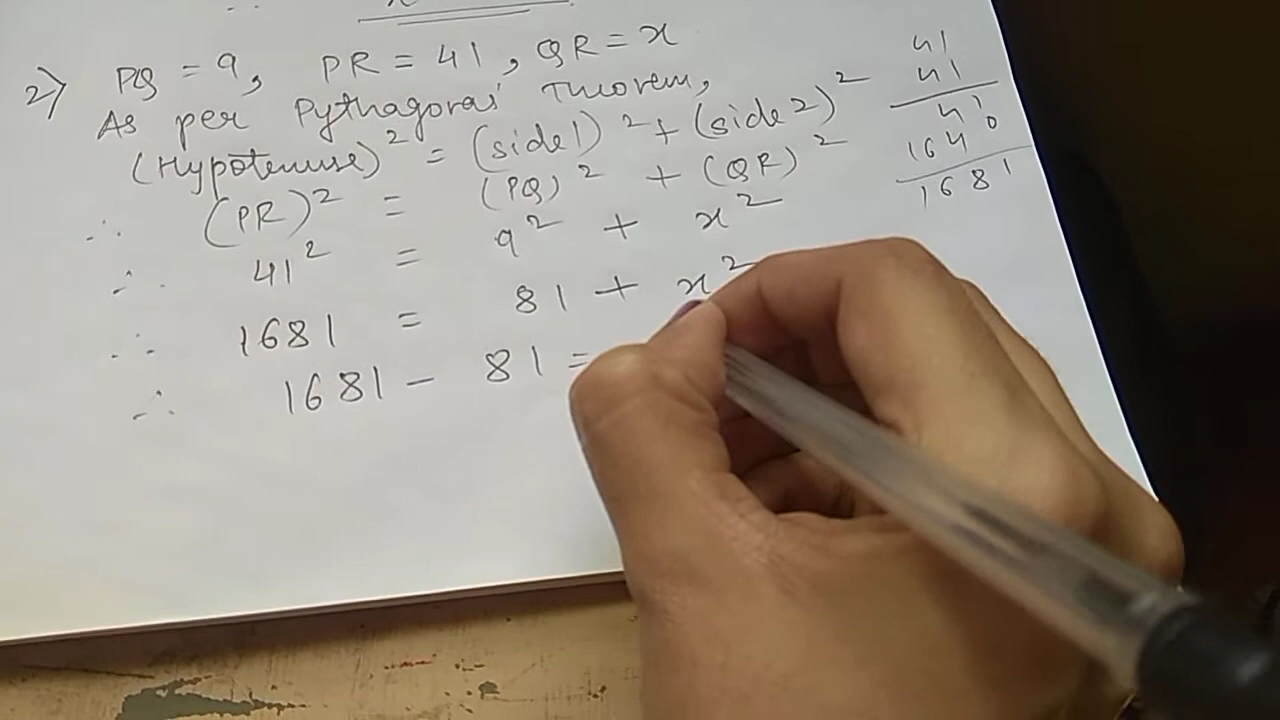 2) PQ = 9, PR = 41, QR = x
As per Pythagoras' Theorem,
(Hypotenuse)² = (side1)² + (side2)²
∴ (PR)² = (PQ)² + (QR)²
∴ 41² = 9² + x²
∴ 1681 = 81 + x²
∴ 1681 - 81 =
41
41
41
1640
1681